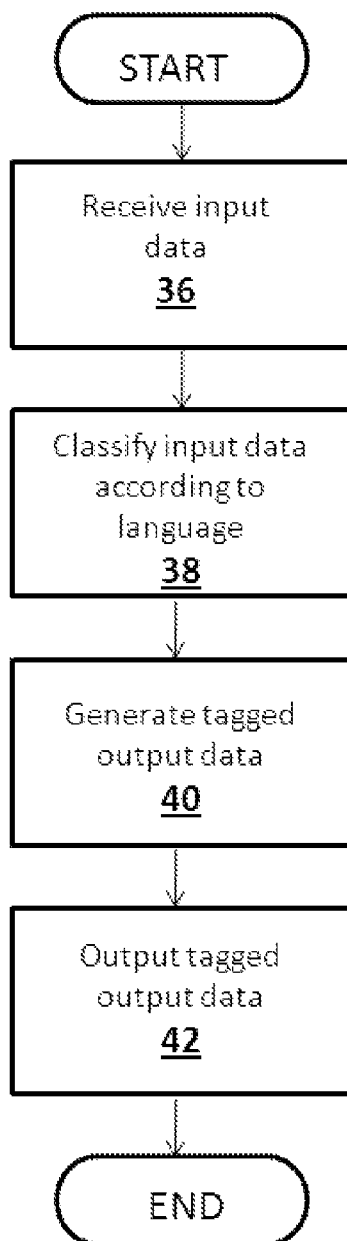 START
Receive input
data
36
Classify input data
according to
language
38
Generate tagged
output data
40
Output tagged
output data
42
END